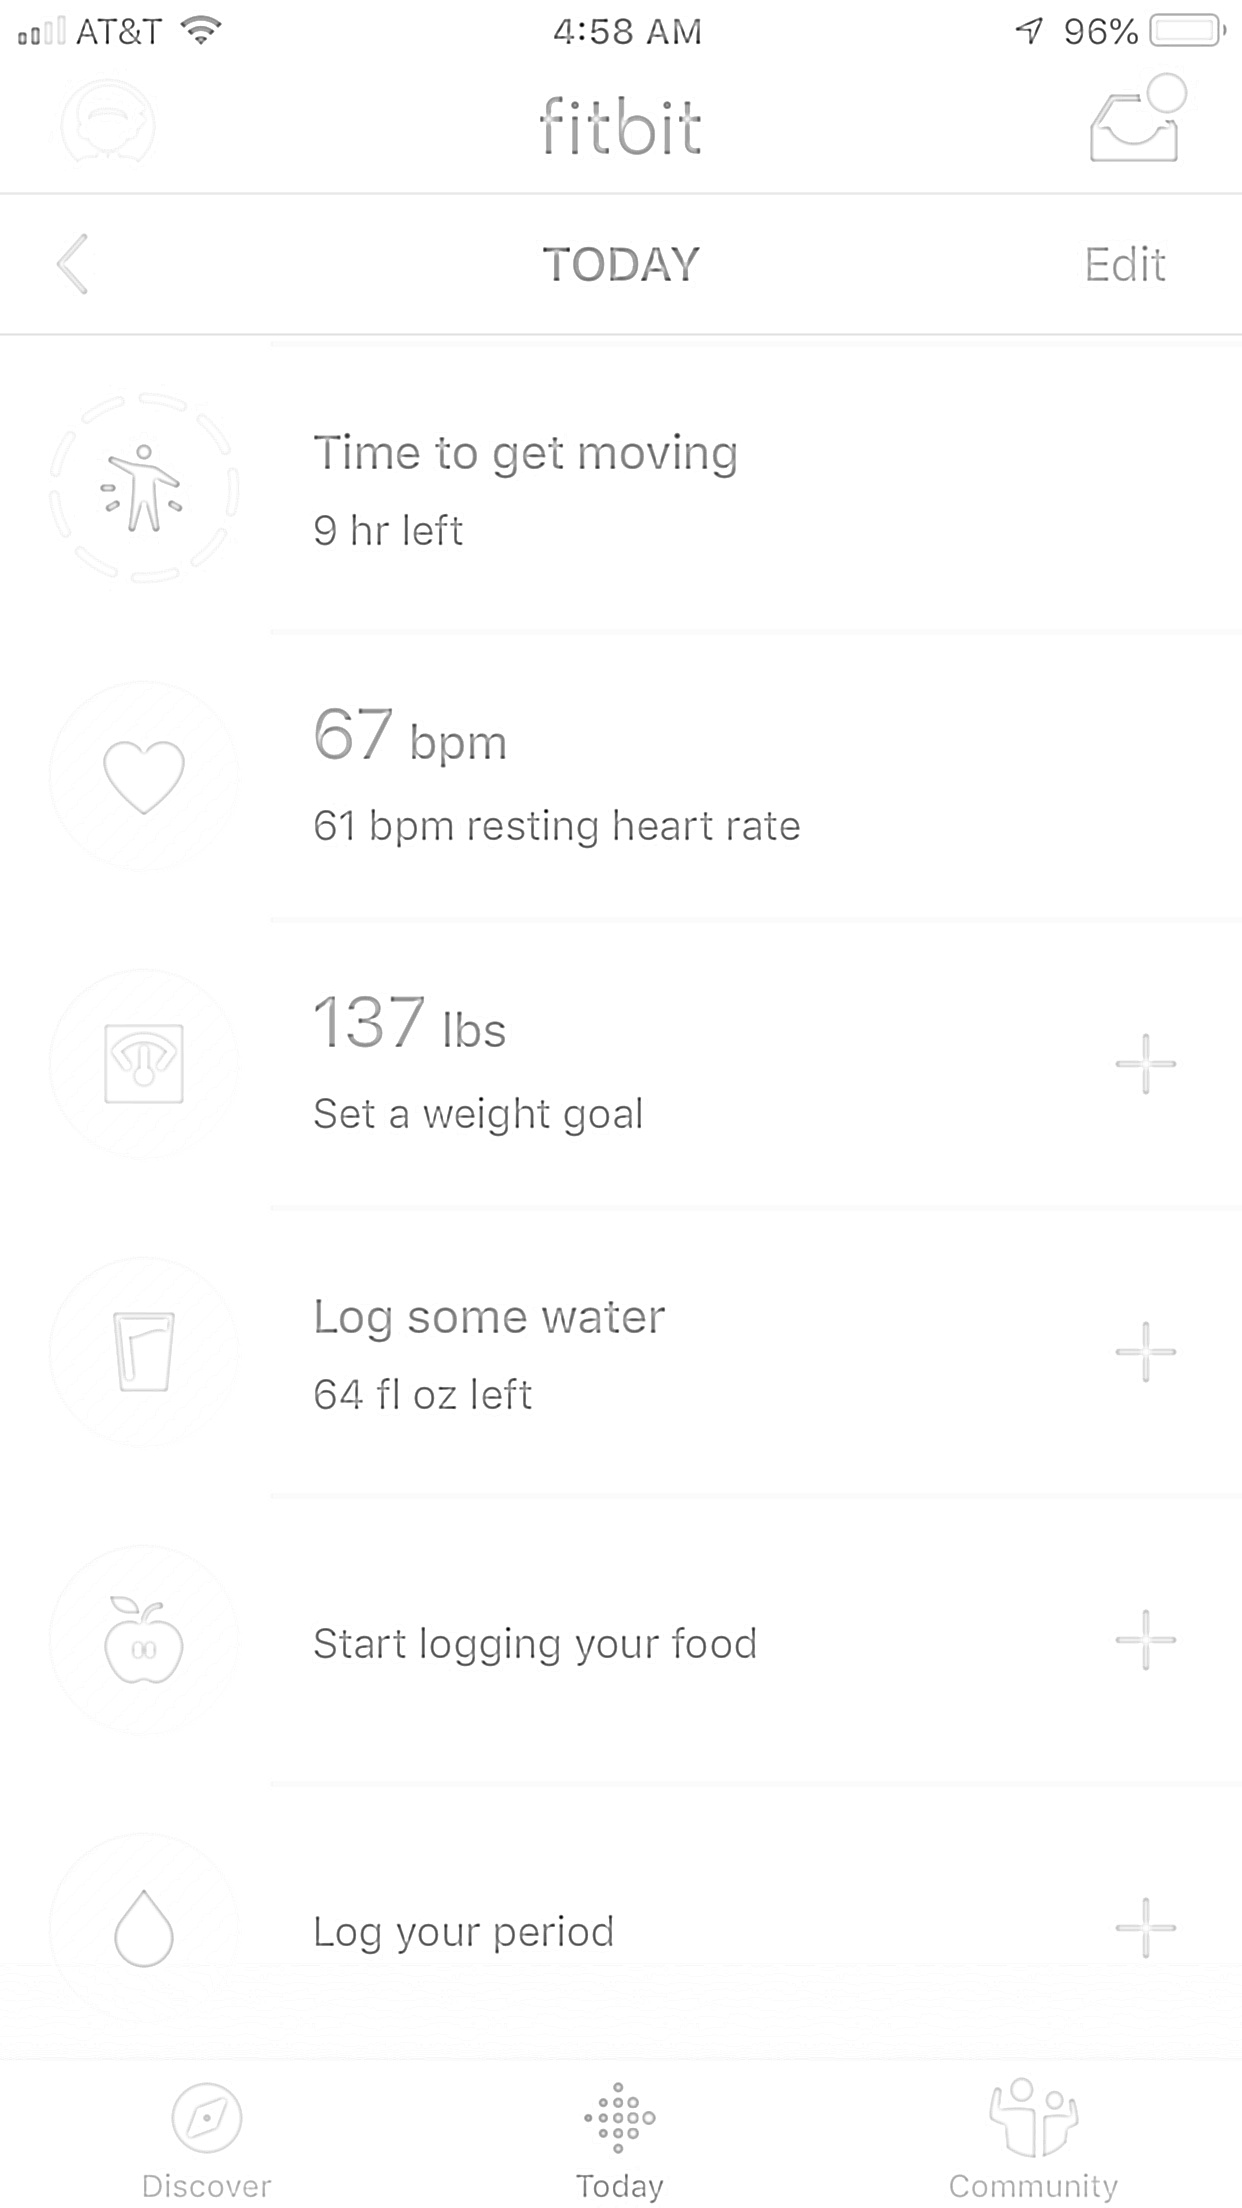 AT&T 4:58 AM 96%
fitbit
TODAY Edit
Time to get moving
9 hr left
67 bpm
61 bpm resting heart rate
137 lbs
Set a weight goal
Log some water
64 fl oz left
Start logging your food
Log your period
Discover Today Community